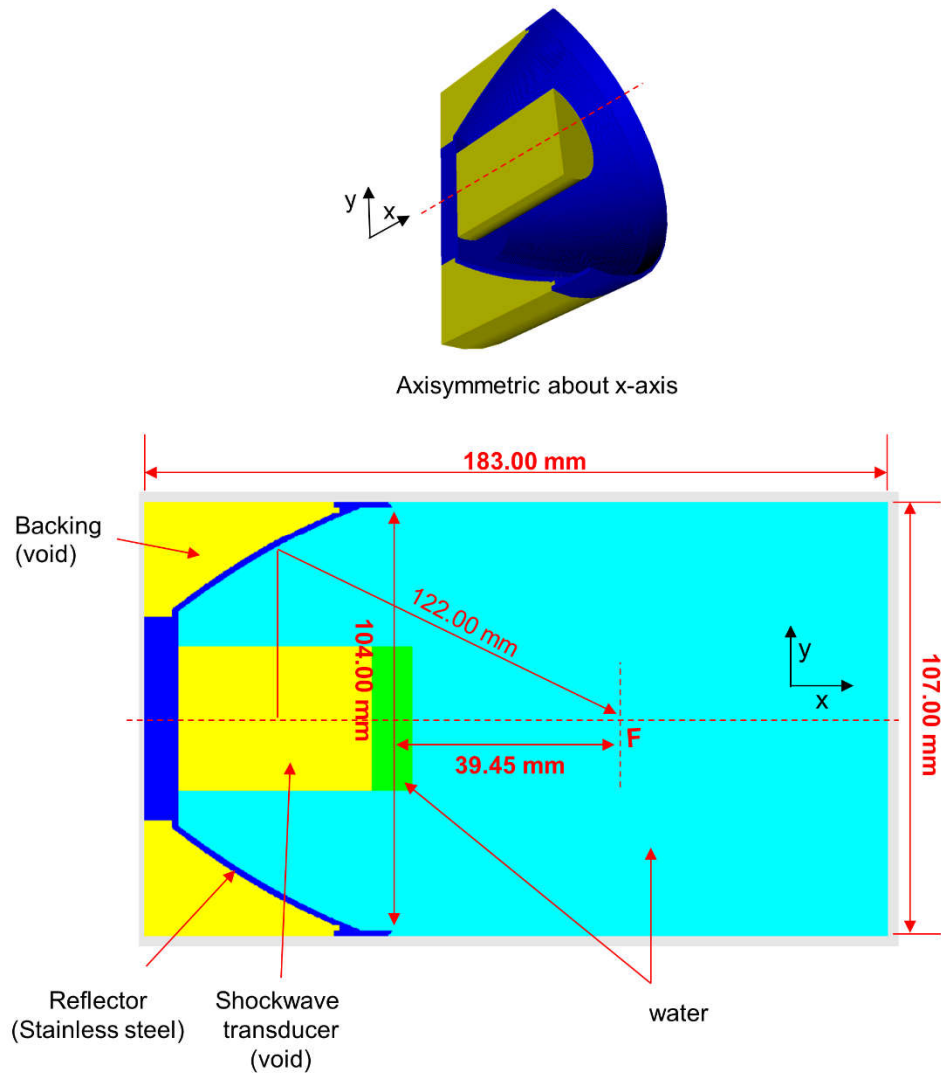 y
x
Axisymmetric about x-axis
183.00 mm
Backing
(void)
122.00 mm
104.00 mm
y
x
107.00 mm
F
39.45 mm
Reflector
(Stainless steel)
Shockwave
transducer
(void)
water